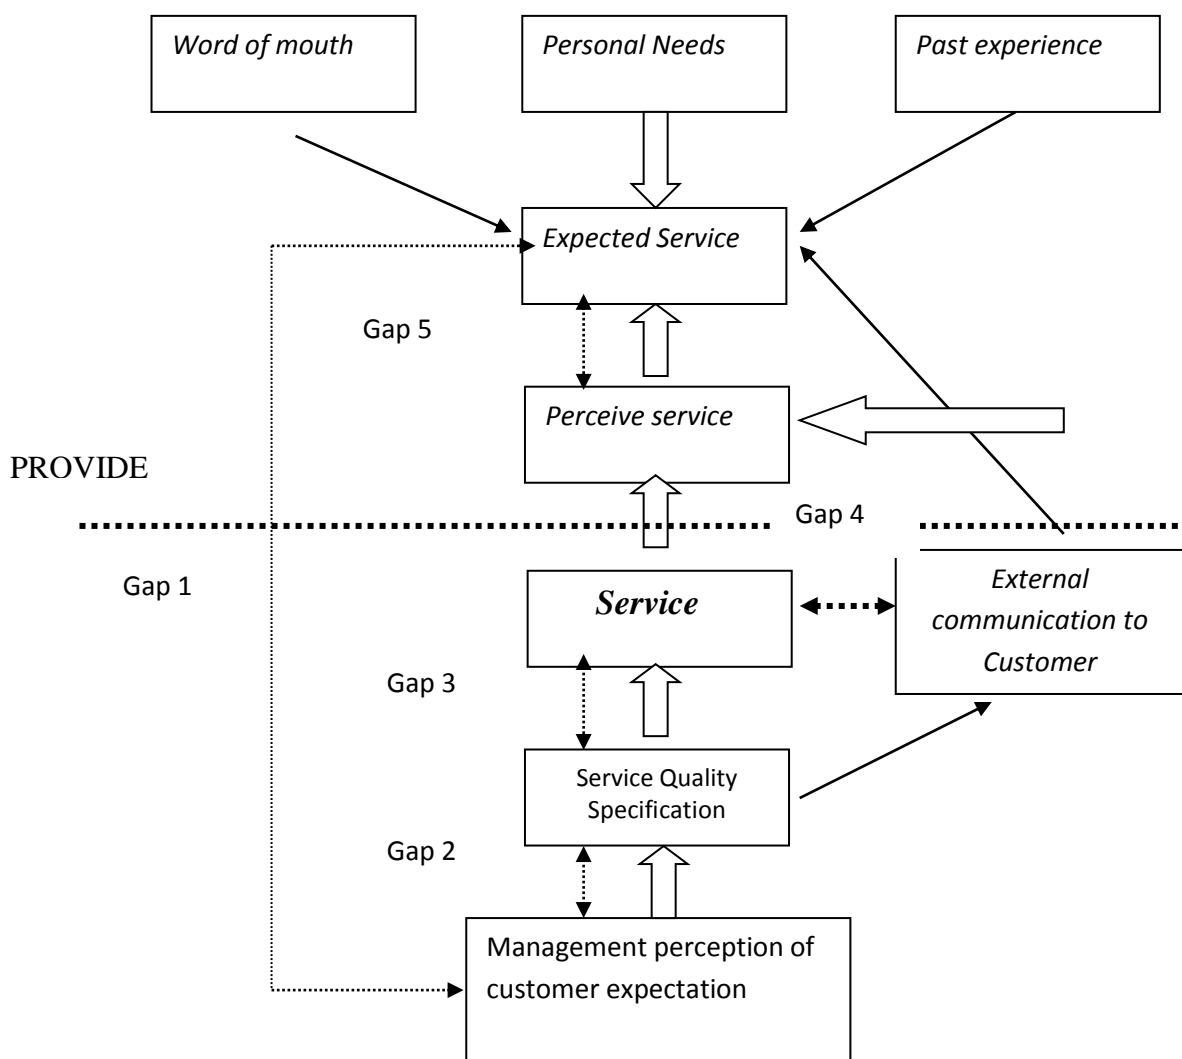 Word of mouth
Personal Needs
Past experience
Expected Service
Gap 5
Perceive service
PROVIDE
Gap 4
Gap 1
Service
External
communication to
Customer
Gap 3
Service Quality
Specification
Gap 2
Management perception of
customer expectation